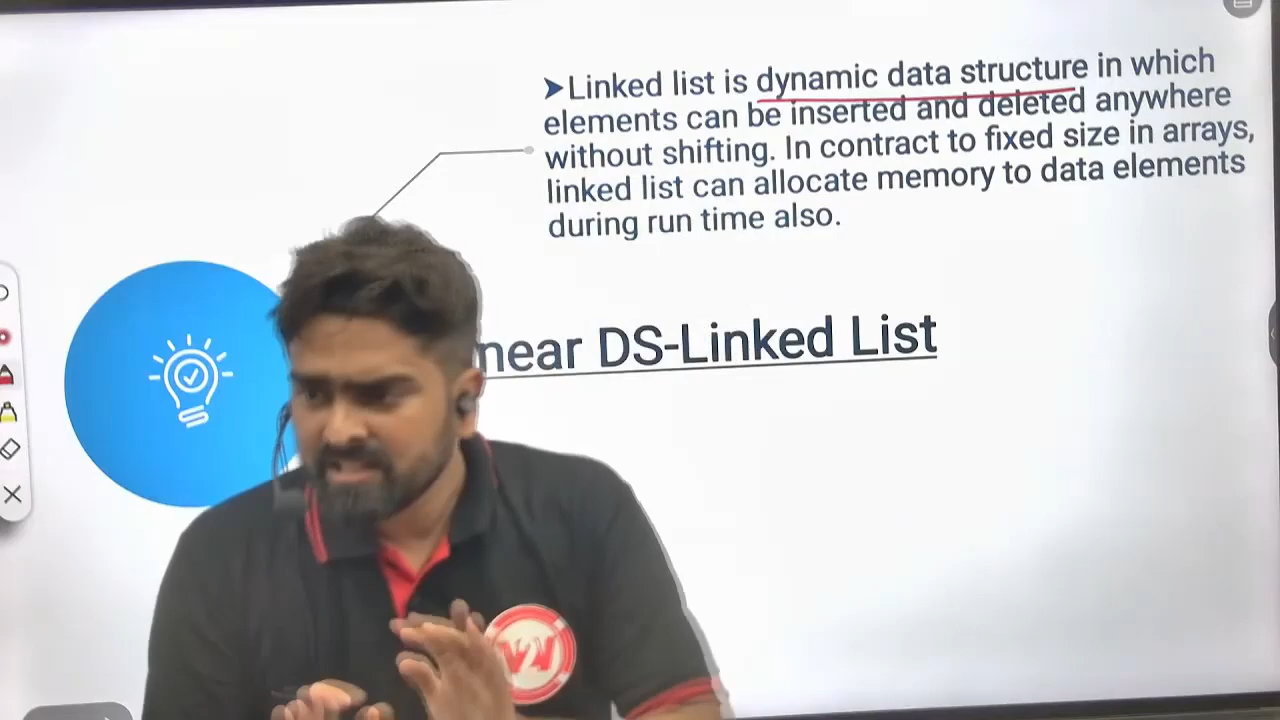 ➤Linked list is dynamic data structure in which
elements can be inserted and deleted anywhere
without shifting. In contract to fixed size in arrays,
linked list can allocate memory to data elements
during run time also.
near DS-Linked List
V2V